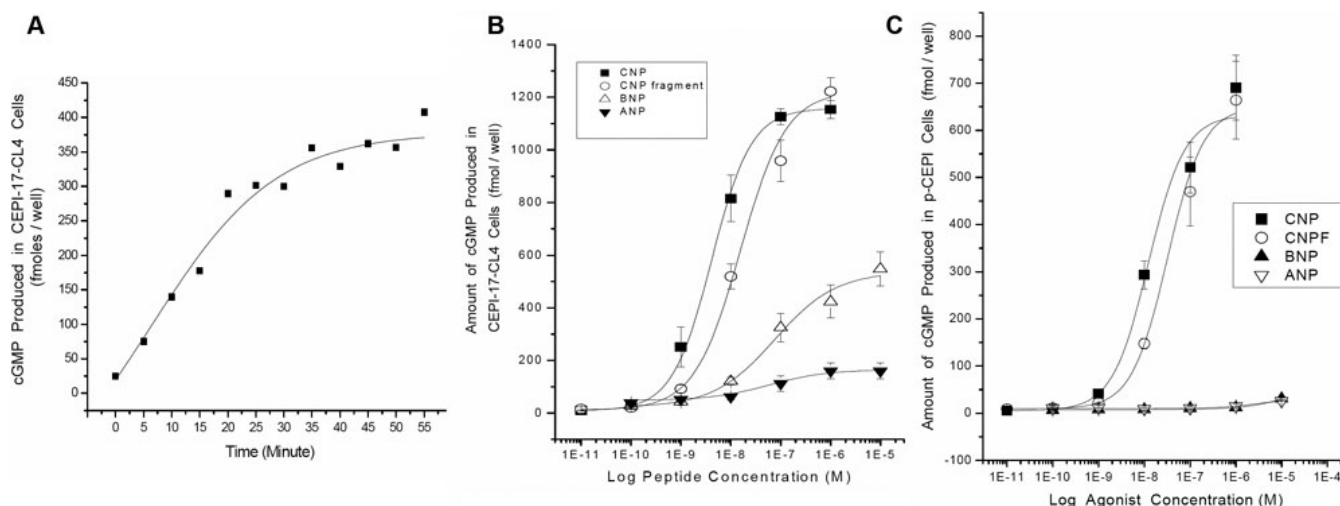 A
cGMP Produced in CEPI-17-CL4 Cells
(fmoles / well)
450
400
350
300
250
200
150
100
50
0
0 5 10 15 20 25 30 35 40 45 50 55
Time (Minute)
B
Amount of cGMP Produced in
CEPI-17-CL4 Cells (fmol / well)
1400
1200
1000
800
600
400
200
0
CNP
CNP fragment
BNP
ANP
1E-11 1E-10 1E-9 1E-8 1E-7 1E-6 1E-5
Log Peptide Concentration (M)
C
Amount of cGMP Produced in p-CEPI Cells (fmol / well)
800
700
600
500
400
300
200
100
0
-100
CNP
CNPF
BNP
ANP
1E-11 1E-10 1E-9 1E-8 1E-7 1E-6 1E-5 1E-4
Log Agonist Concentration (M)